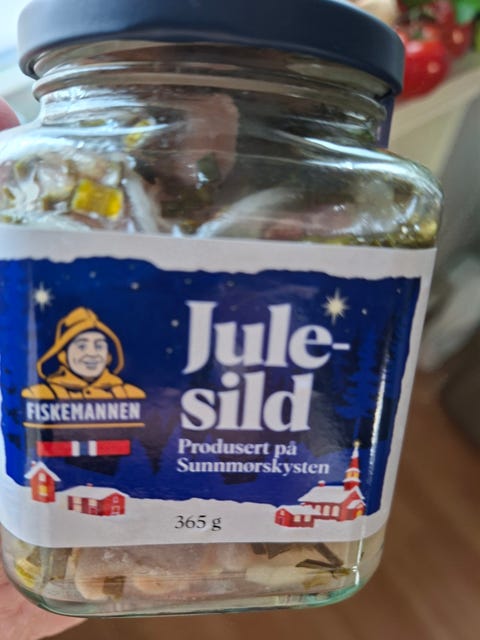 Jule-
sild
FISKEMANNEN
Produsert på
Sunnmørskysten
365 g